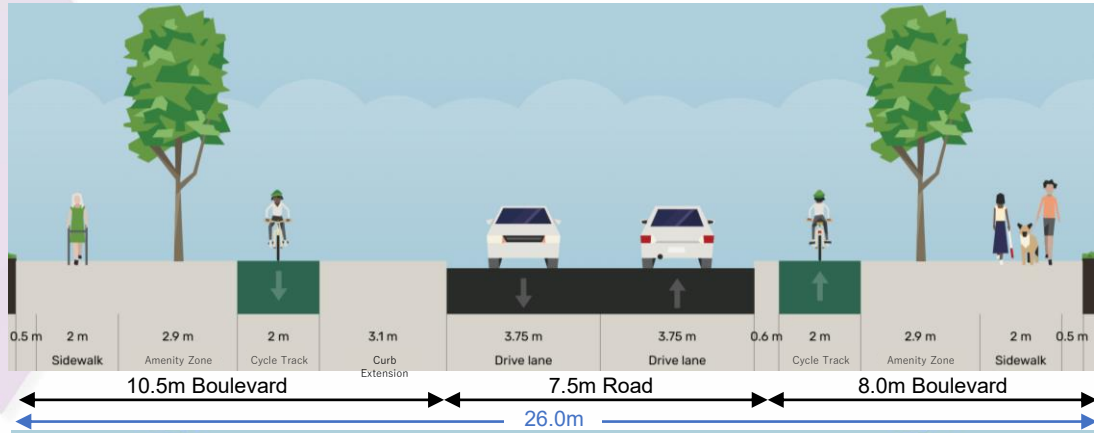 0.5 m 2 m 2.9 m 2 m 3.1 m 3.75 m 3.75 m 0.6 m 2 m 2.9 m 2 m 0.5 m
Sidewalk Amenity Zone Cycle Track Curb Drive lane Drive lane Cycle Track Amenity Zone Sidewalk
Extension
10.5m Boulevard 7.5m Road 8.0m Boulevard
26.0m